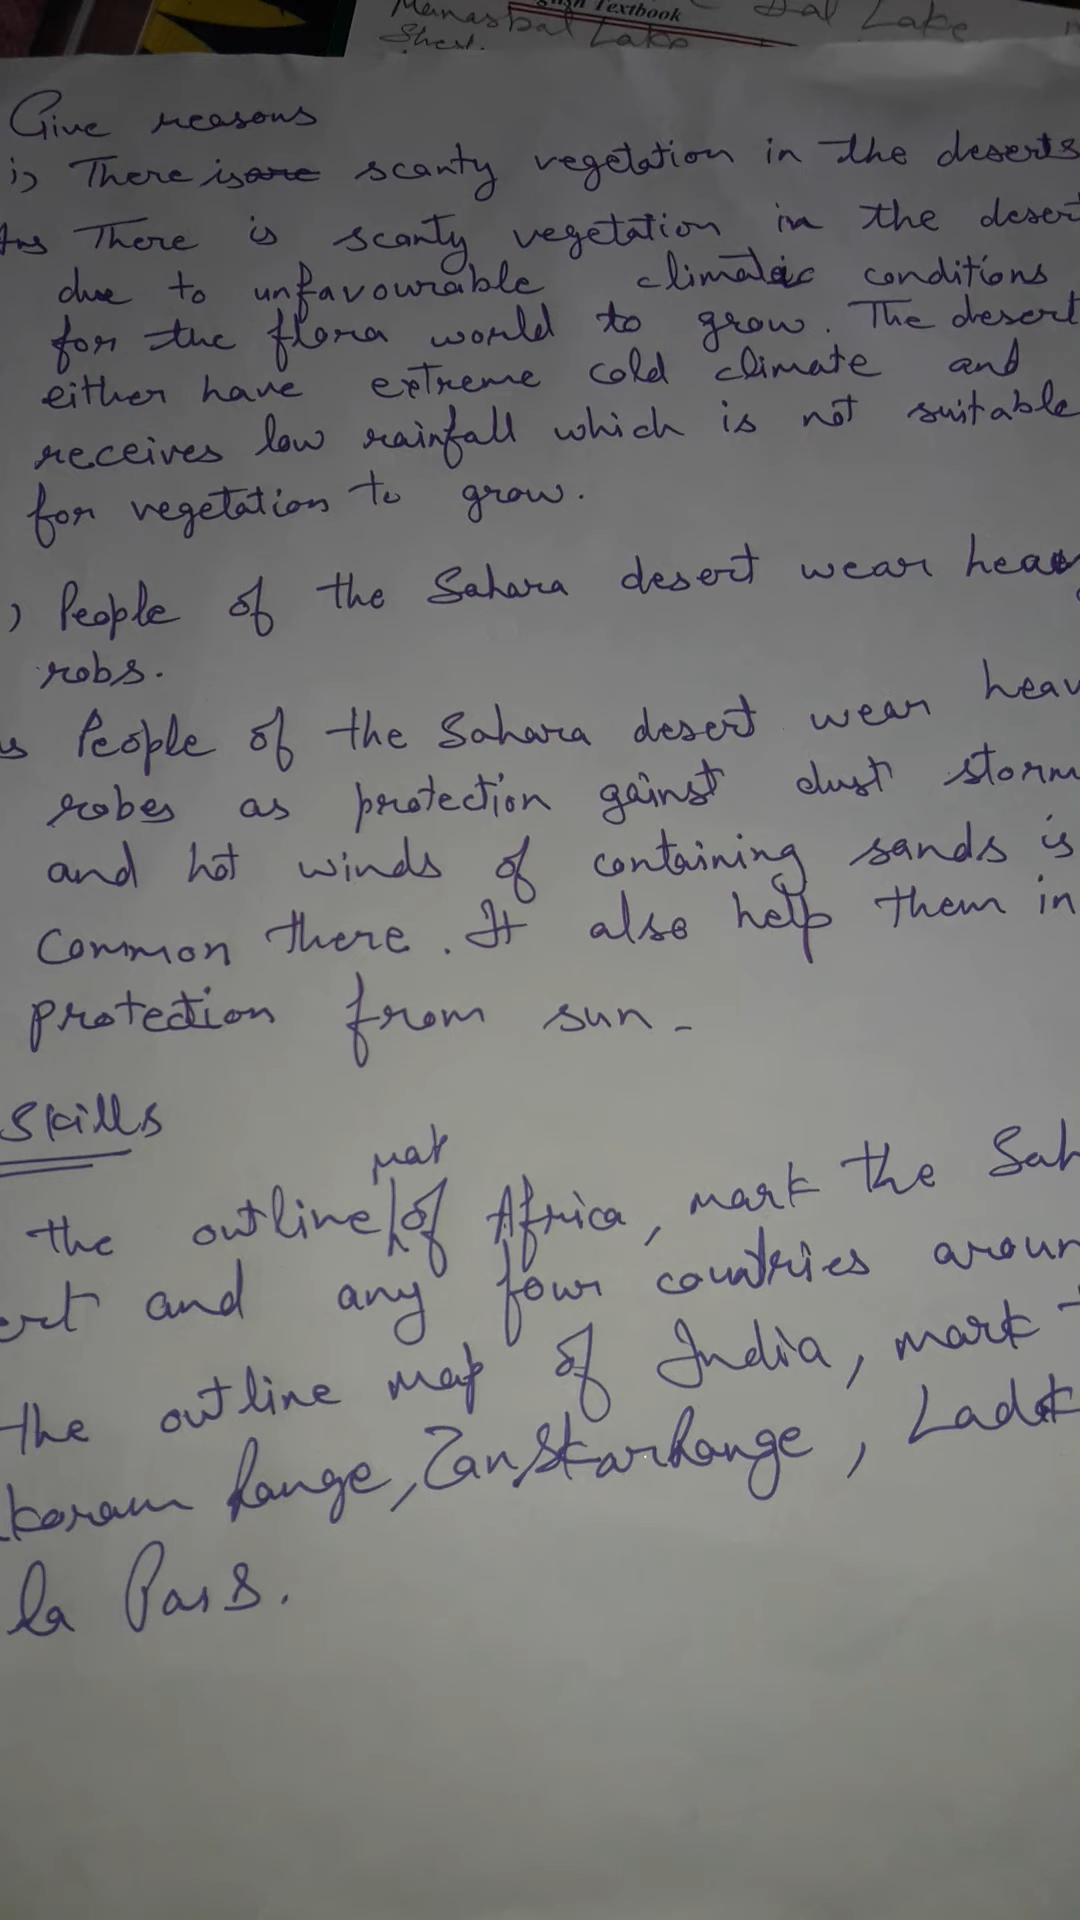 Textbook
Manasbal Lake
Dal Lake
Give reasons
i) There is are scanty vegetation in the deserts
Ans There is scanty vegetation in the desert
due to unfavourable climatic conditions
for the flora world to grow. The desert
either have extreme cold climate and
receives low rainfall which is not suitable
for vegetation to grow.
) People of the Sahara desert wear heavy
robs.
s People of the Sahara desert wear heav
robes as protection gainst dust storm
and hot winds of containing sands is
common there. It also help them in
protection from sun.
Skills
the outline map of Africa, mark the Sah
ert and any four countries aroun
the outline map of India, mark t
koram Range, Zanskar Range, Ladak
la Pass.